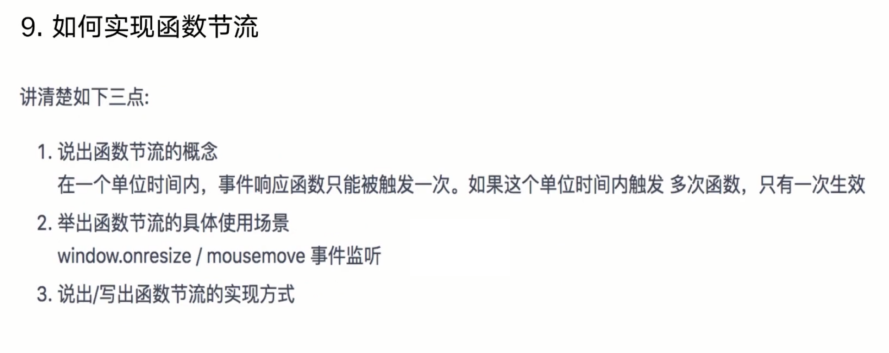 9. 如何实现函数节流
讲清楚如下三点:
1. 说出函数节流的概念
在一个单位时间内，事件响应函数只能被触发一次。如果这个单位时间内触发 多次函数，只有一次生效
2. 举出函数节流的具体使用场景
window.onresize / mousemove 事件监听
3. 说出/写出函数节流的实现方式